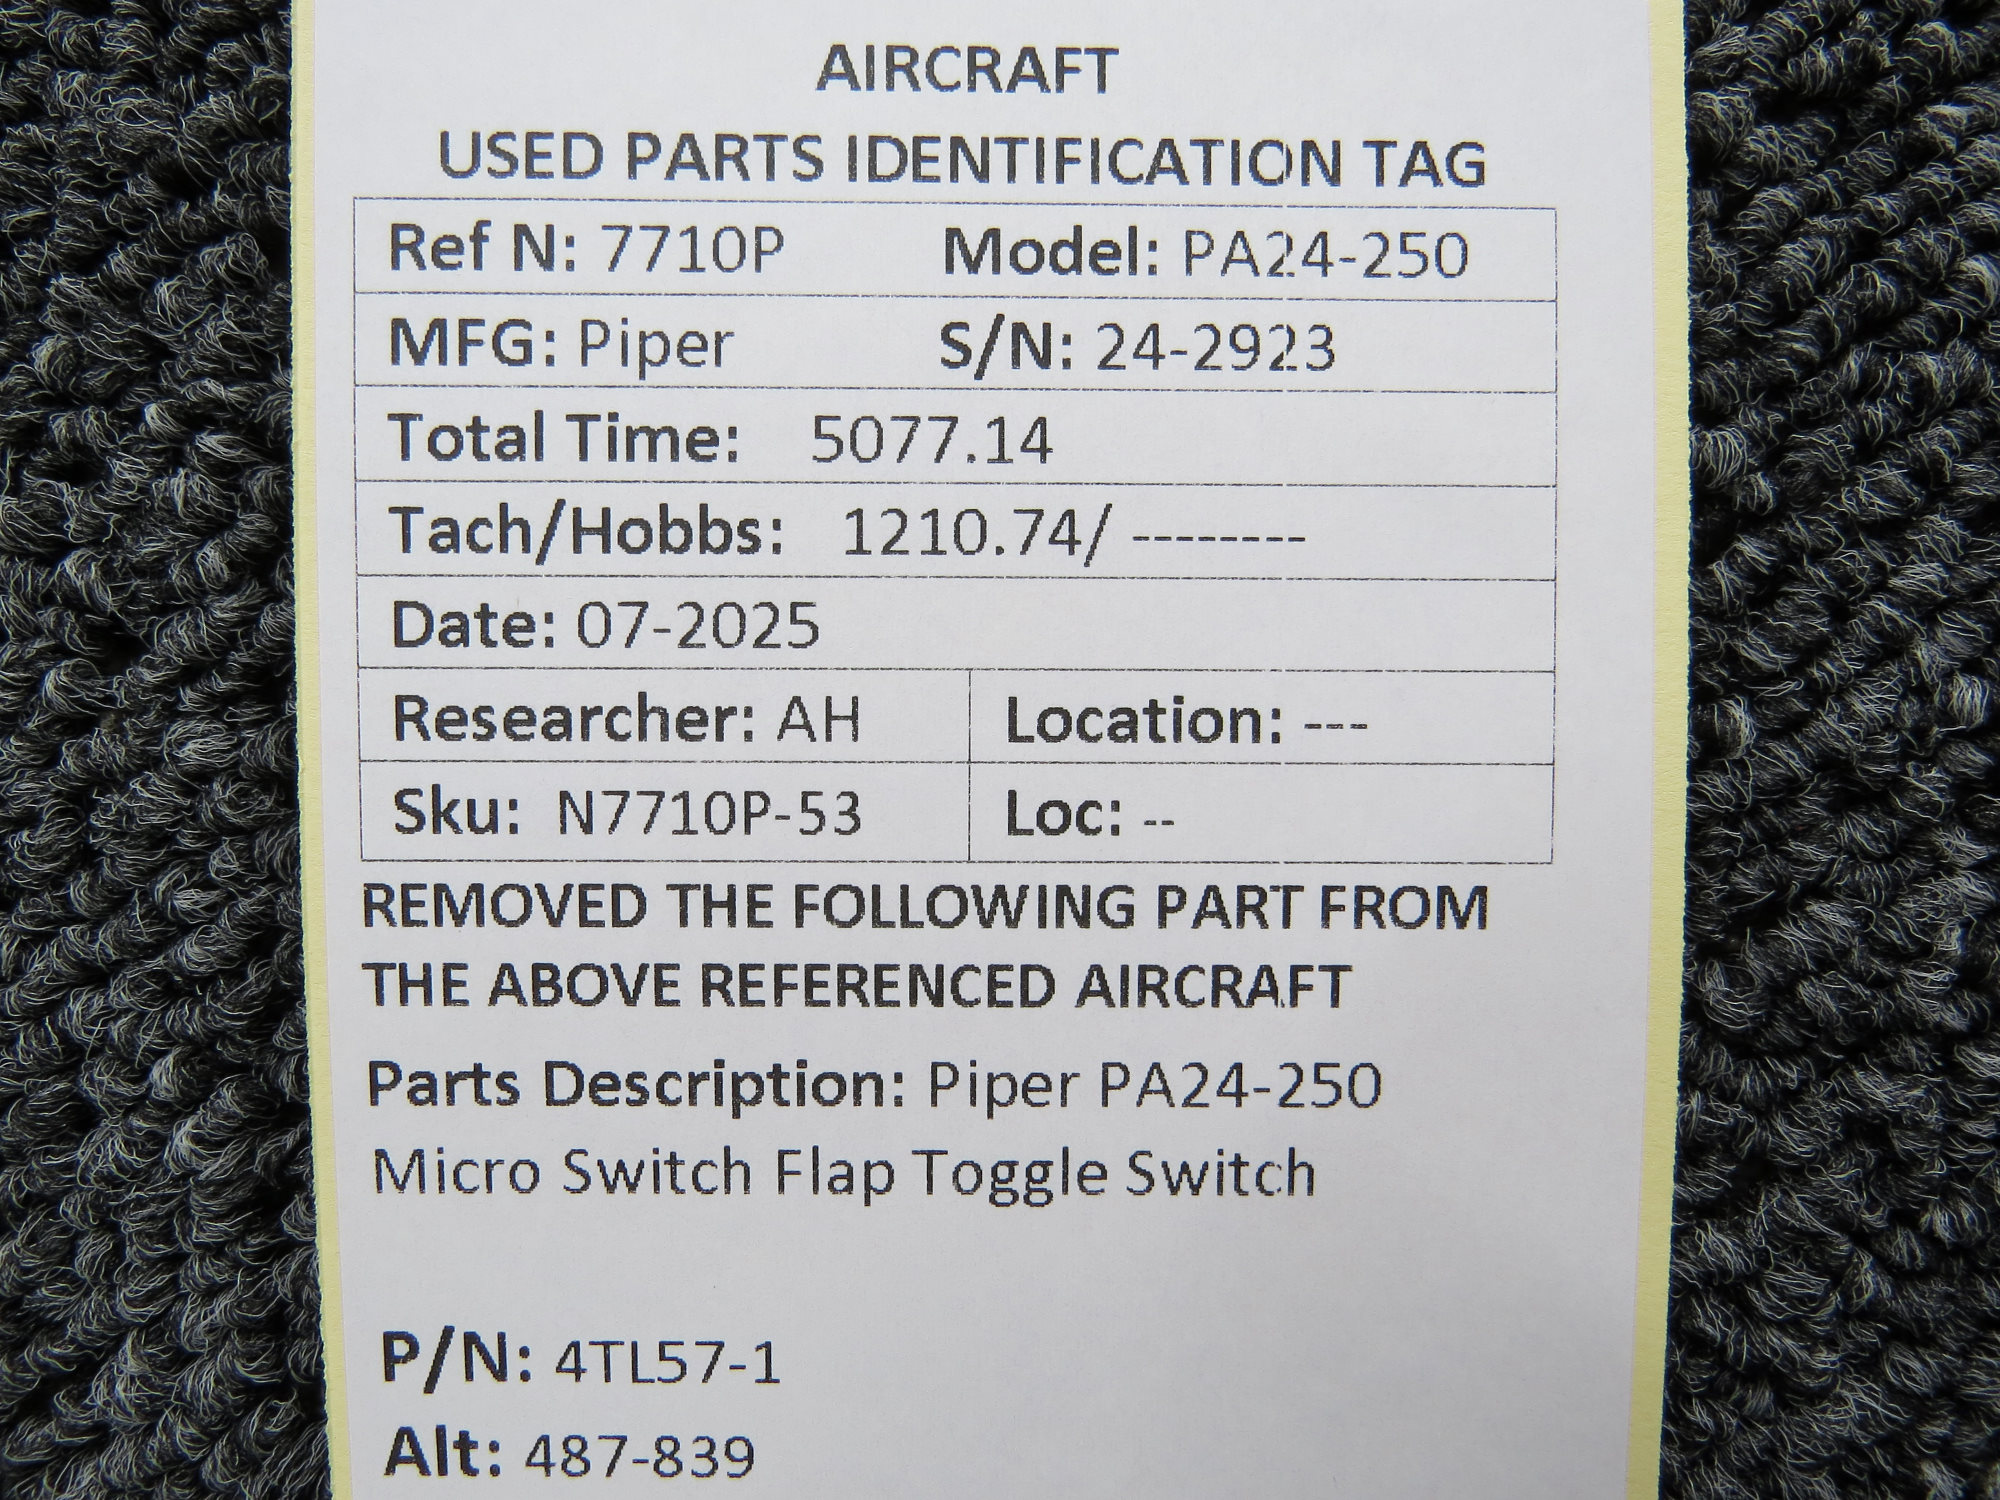 AIRCRAFT
USED PARTS IDENTIFICATION TAG
Ref N: 7710P Model: PA24-250
MFG: Piper S/N: 24-2923
Total Time: 5077.14
Tach/Hobbs: 1210.74/ --------
Date: 07-2025
Researcher: AH Location: ---
Sku: N7710P-53 Loc: --
REMOVED THE FOLLOWING PART FROM
THE ABOVE REFERENCED AIRCRAFT
Parts Description: Piper PA24-250
Micro Switch Flap Toggle Switch
P/N: 4TL57-1
Alt: 487-839